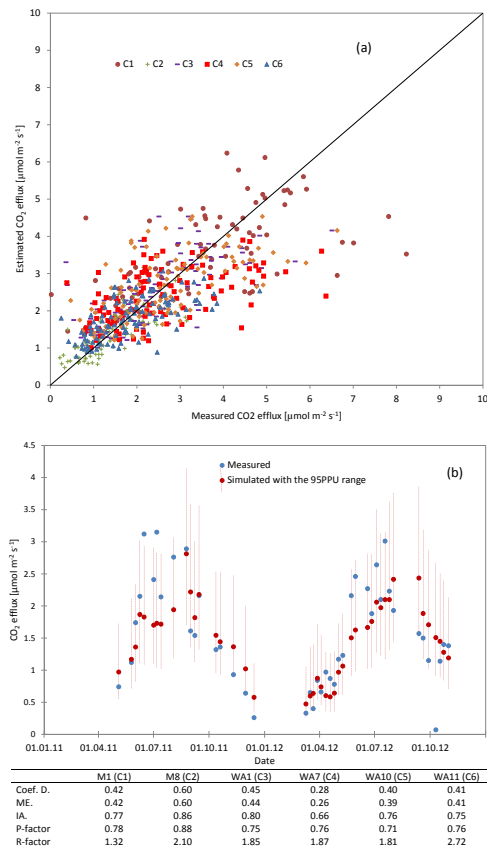 10
9
8
7
6
5
4
3
2
1
0
(a)
C1 C2 C3 C4 C5 C6
Estimated CO2 efflux [µmol m-2 s-1]
0 1 2 3 4 5 6 7 8 9 10
Measured CO2 efflux [µmol m-2 s-1]
4.5
4
3.5
3
2.5
2
1.5
1
0.5
0
Measured
Simulated with the 95PPU range
(b)
CO2 efflux [µmol m-2 s-1]
01.01.11 01.04.11 01.07.11 01.10.11 01.01.12 01.04.12 01.07.12 01.10.12
Date
M1 (C1) M8 (C2) WA1 (C3) WA7 (C4) WA10 (C5) WA11 (C6)
Coef. D. 0.42 0.60 0.45 0.28 0.40 0.41
ME. 0.42 0.60 0.44 0.26 0.39 0.41
IA. 0.77 0.86 0.80 0.66 0.76 0.75
P-factor 0.78 0.88 0.75 0.76 0.71 0.76
R-factor 1.32 2.10 1.85 1.87 1.81 2.72